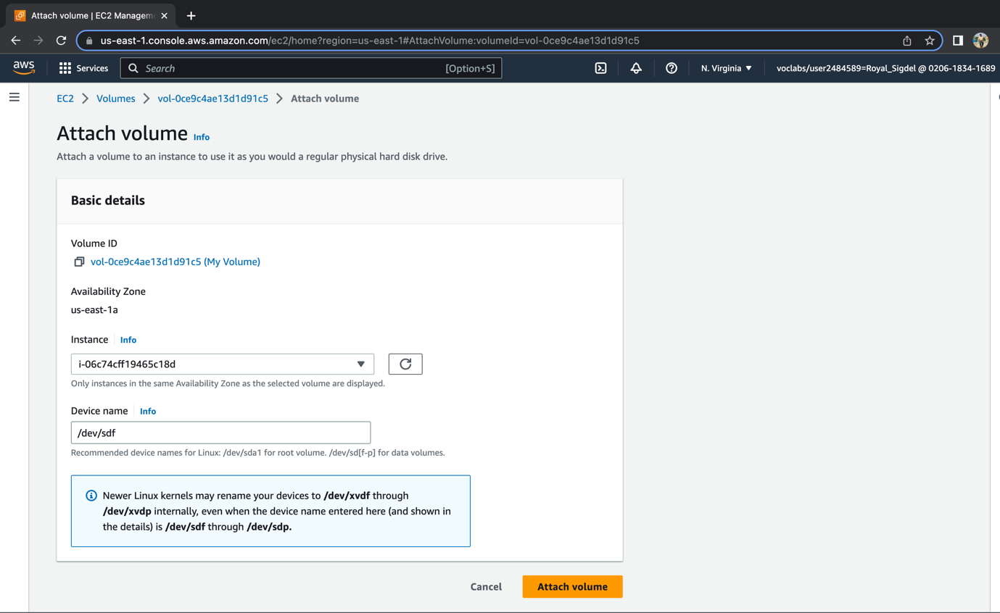 Attach volume | EC2 Managem
us-east-1.console.aws.amazon.com/ec2/home?region=us-east-1#AttachVolume:volumeId=vol-0ce9c4ae13d1d91c5
aws Services Search [Option+S] N. Virginia voclabs/user2484589=Royal_Sigdel @ 0206-1834-1689
EC2 Volumes vol-0ce9c4ae13d1d91c5 Attach volume
Attach volume Info
Attach a volume to an instance to use it as you would a regular physical hard disk drive.
Basic details
Volume ID
vol-0ce9c4ae13d1d91c5 (My Volume)
Availability Zone
us-east-1a
Instance Info
i-06c74cff19465c18d
Only instances in the same Availability Zone as the selected volume are displayed.
Device name Info
/dev/sdf
Recommended device names for Linux: /dev/sda1 for root volume. /dev/sd[f-p] for data volumes.
Newer Linux kernels may rename your devices to /dev/xvdf through
/dev/xvdp internally, even when the device name entered here (and shown in
the details) is /dev/sdf through /dev/sdp.
Cancel Attach volume